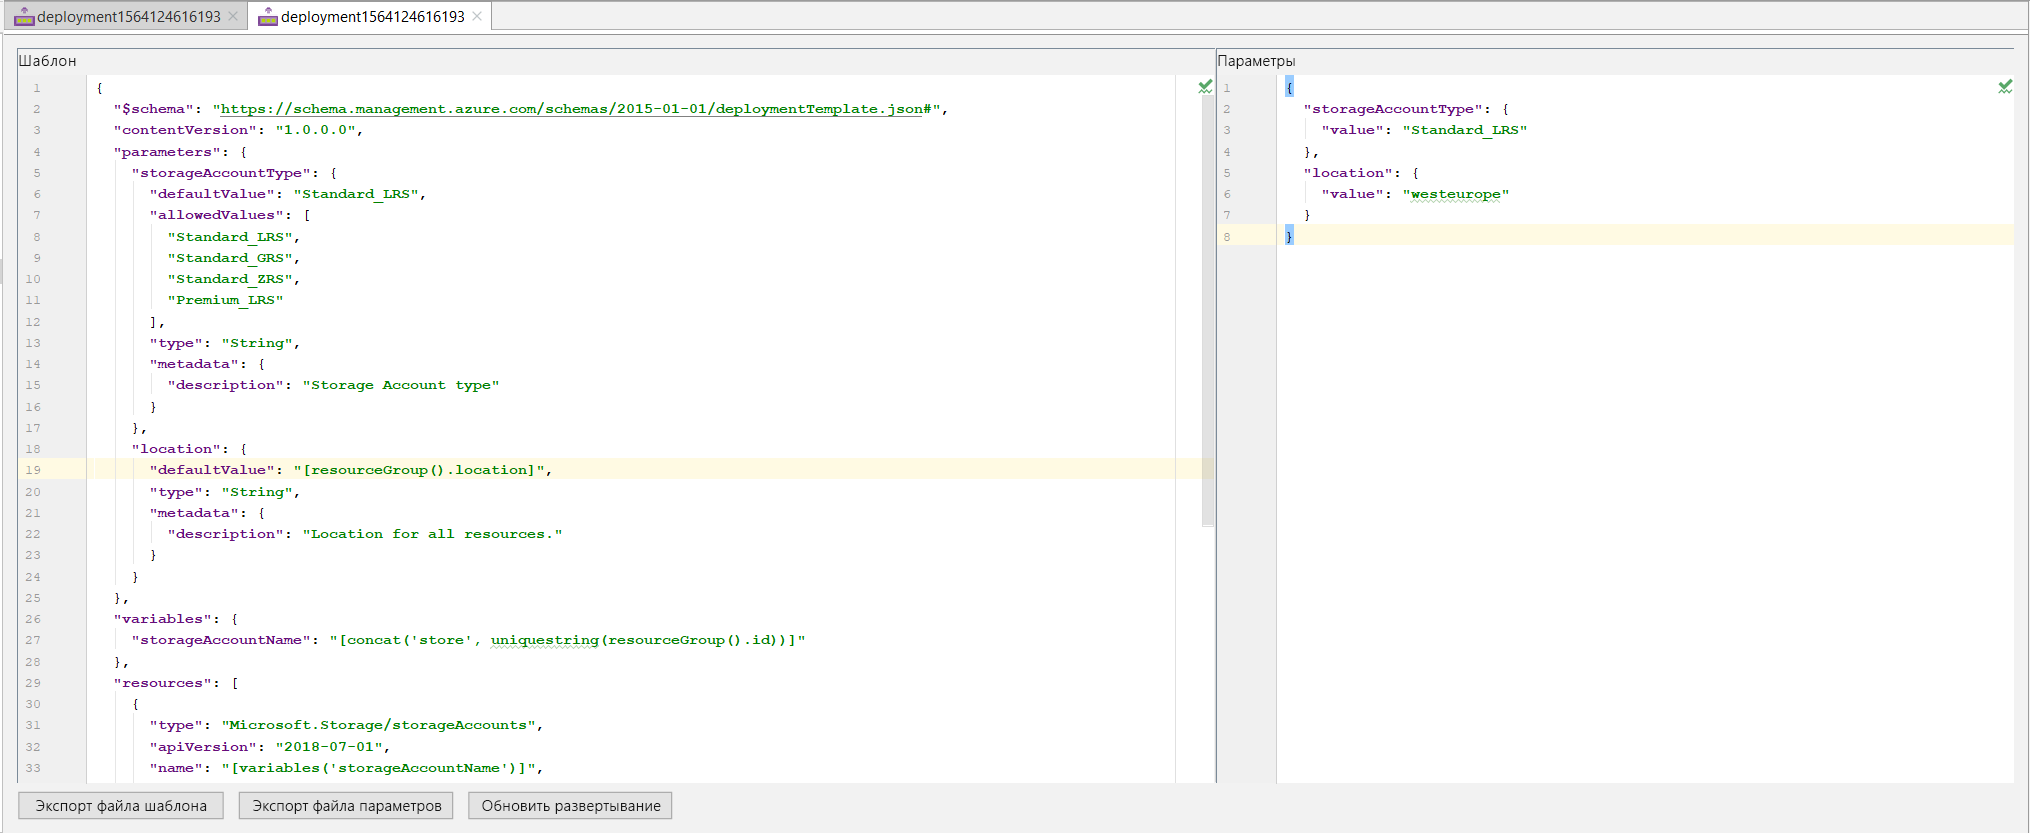 deployment1564124616193
deployment1564124616193
Шаблон
1 {
2 "$schema": "https://schema.management.azure.com/schemas/2015-01-01/deploymentTemplate.json#",
3 "contentVersion": "1.0.0.0",
4 "parameters": {
5 "storageAccountType": {
6 "defaultValue": "Standard_LRS",
7 "allowedValues": [
8 "Standard_LRS",
9 "Standard_GRS",
10 "Standard_ZRS",
11 "Premium_LRS"
12 ],
13 "type": "String",
14 "metadata": {
15 "description": "Storage Account type"
16 }
17 },
18 "location": {
19 "defaultValue": "[resourceGroup().location]",
20 "type": "String",
21 "metadata": {
22 "description": "Location for all resources."
23 }
24 }
25 },
26 "variables": {
27 "storageAccountName": "[concat('store', uniquestring(resourceGroup().id))]"
28 },
29 "resources": [
30 {
31 "type": "Microsoft.Storage/storageAccounts",
32 "apiVersion": "2018-07-01",
33 "name": "[variables('storageAccountName')]",
Параметры
1 {
2 "storageAccountType": {
3 "value": "Standard_LRS"
4 },
5 "location": {
6 "value": "westeurope"
7 }
8 }
Экспорт файла шаблона
Экспорт файла параметров
Обновить развертывание